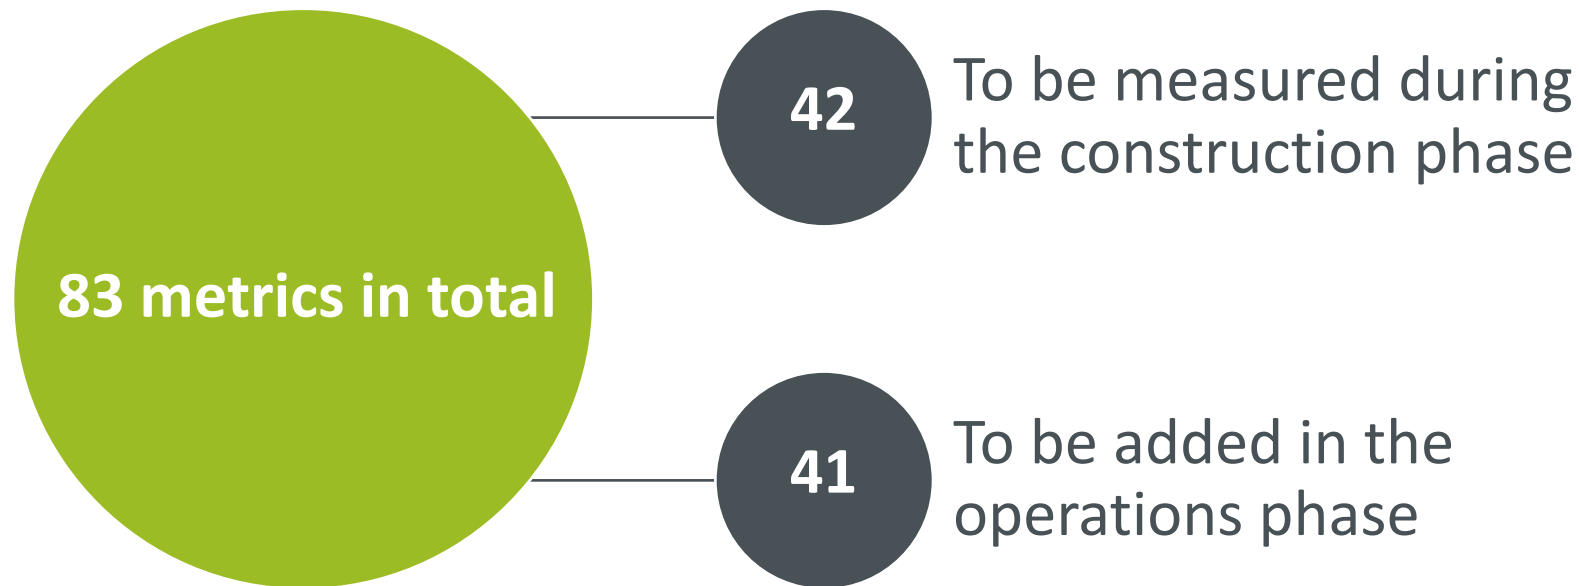 83 metrics in total
42
To be measured during
the construction phase
41
To be added in the
operations phase